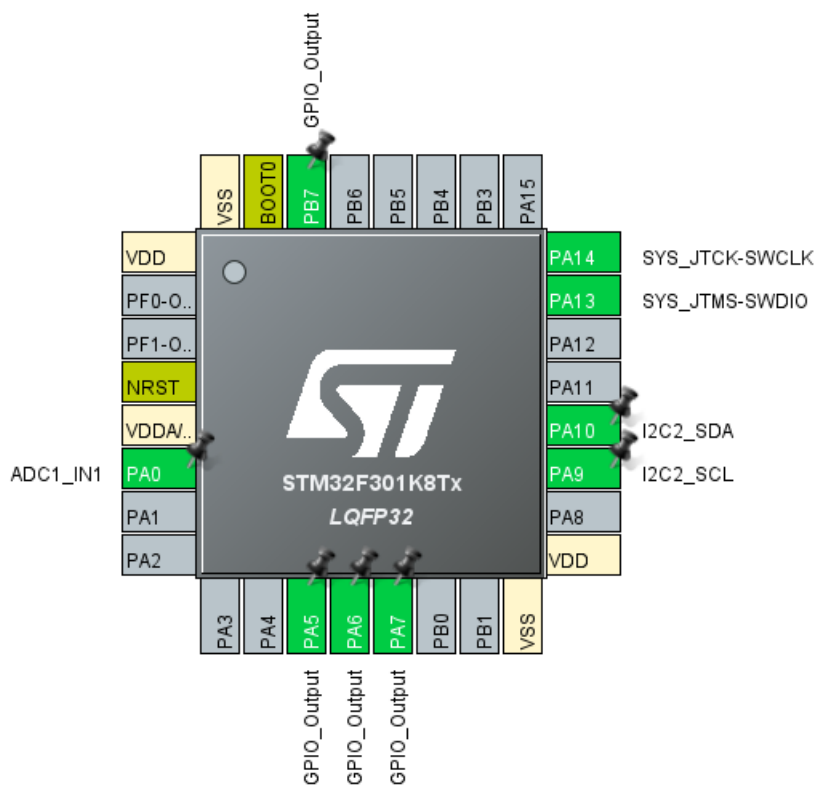 GPIO_Output
VSS
BOOT0
PB7
PB6
PB5
PB4
PB3
PA15
VDD
PF0-O..
PF1-O..
NRST
VDDA/..
ADC1_IN1 PA0
PA1
PA2
PA14 SYS_JTCK-SWCLK
PA13 SYS_JTMS-SWDIO
PA12
PA11
PA10 I2C2_SDA
PA9 I2C2_SCL
PA8
VDD
ST
STM32F301K8Tx
LQFP32
PA3
PA4
PA5
PA6
PA7
PB0
PB1
VSS
GPIO_Output
GPIO_Output
GPIO_Output